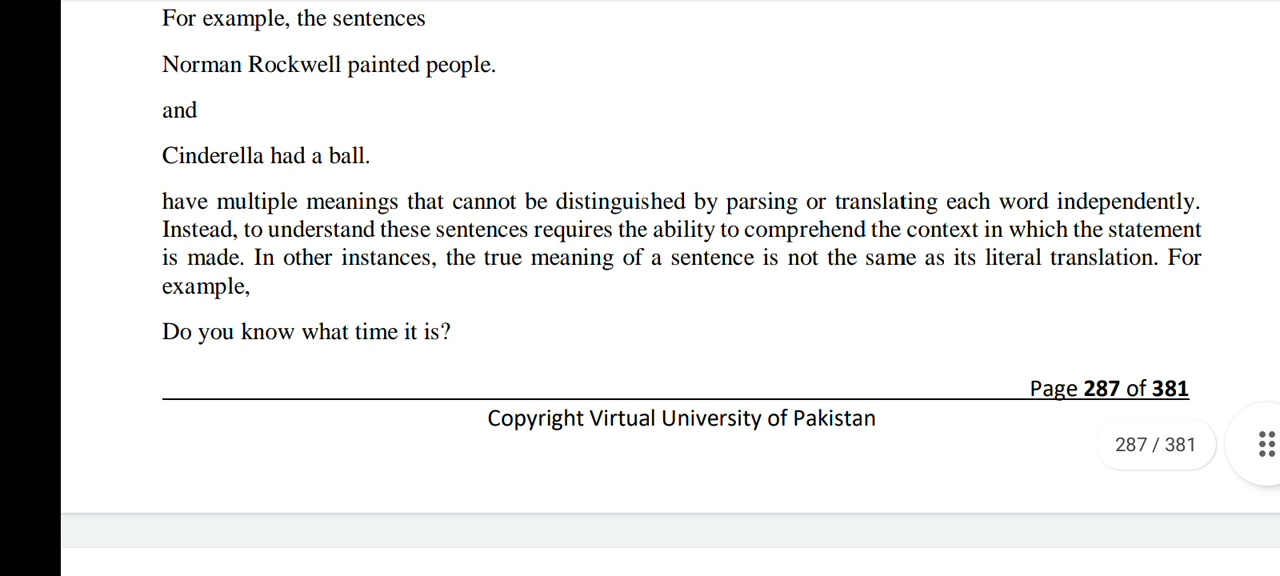 For example, the sentences
Norman Rockwell painted people.
and
Cinderella had a ball.
have multiple meanings that cannot be distinguished by parsing or translating each word independently.
Instead, to understand these sentences requires the ability to comprehend the context in which the statement
is made. In other instances, the true meaning of a sentence is not the same as its literal translation. For
example,
Do you know what time it is?
Page 287 of 381
Copyright Virtual University of Pakistan
287 / 381